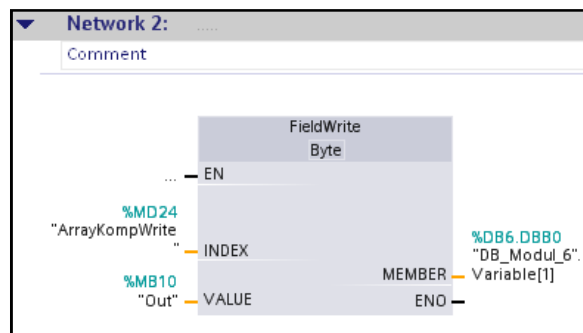 Network 2: .....
Comment
FieldWrite
Byte
... EN
%MD24
"ArrayKompWrite
" INDEX
%MB10
"Out" VALUE
%DB6.DBB0
"DB_Modul_6".
MEMBER Variable[1]
ENO